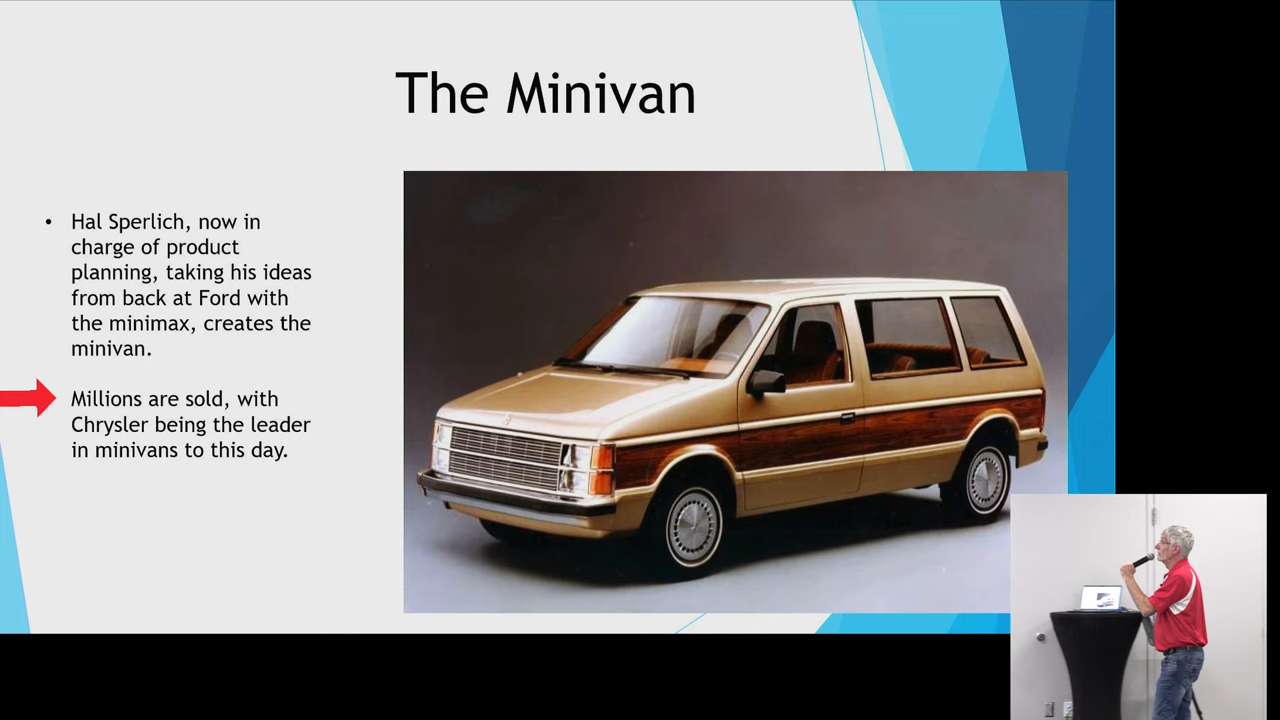 The Minivan
• Hal Sperlich, now in
charge of product
planning, taking his ideas
from back at Ford with
the minimax, creates the
minivan.
Millions are sold, with
Chrysler being the leader
in minivans to this day.